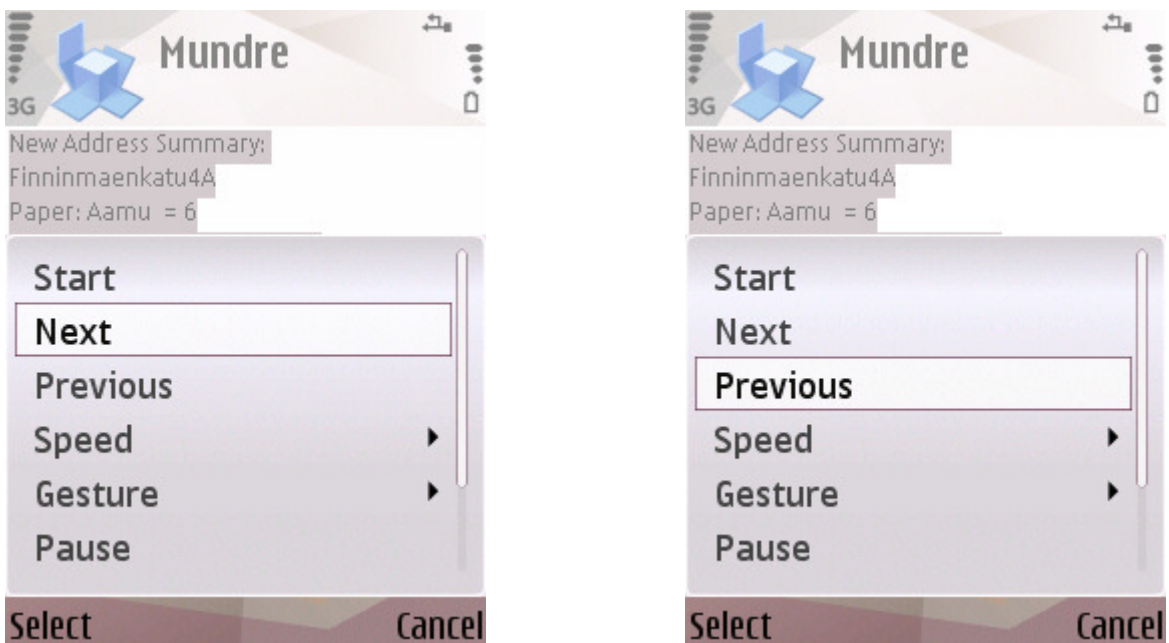 Mundre
3G
New Address Summary:
Finninmaenkatu4A
Paper: Aamu = 6
Start
Next
Previous
Speed
Gesture
Pause
Select Cancel
Mundre
3G
New Address Summary:
Finninmaenkatu4A
Paper: Aamu = 6
Start
Next
Previous
Speed
Gesture
Pause
Select Cancel